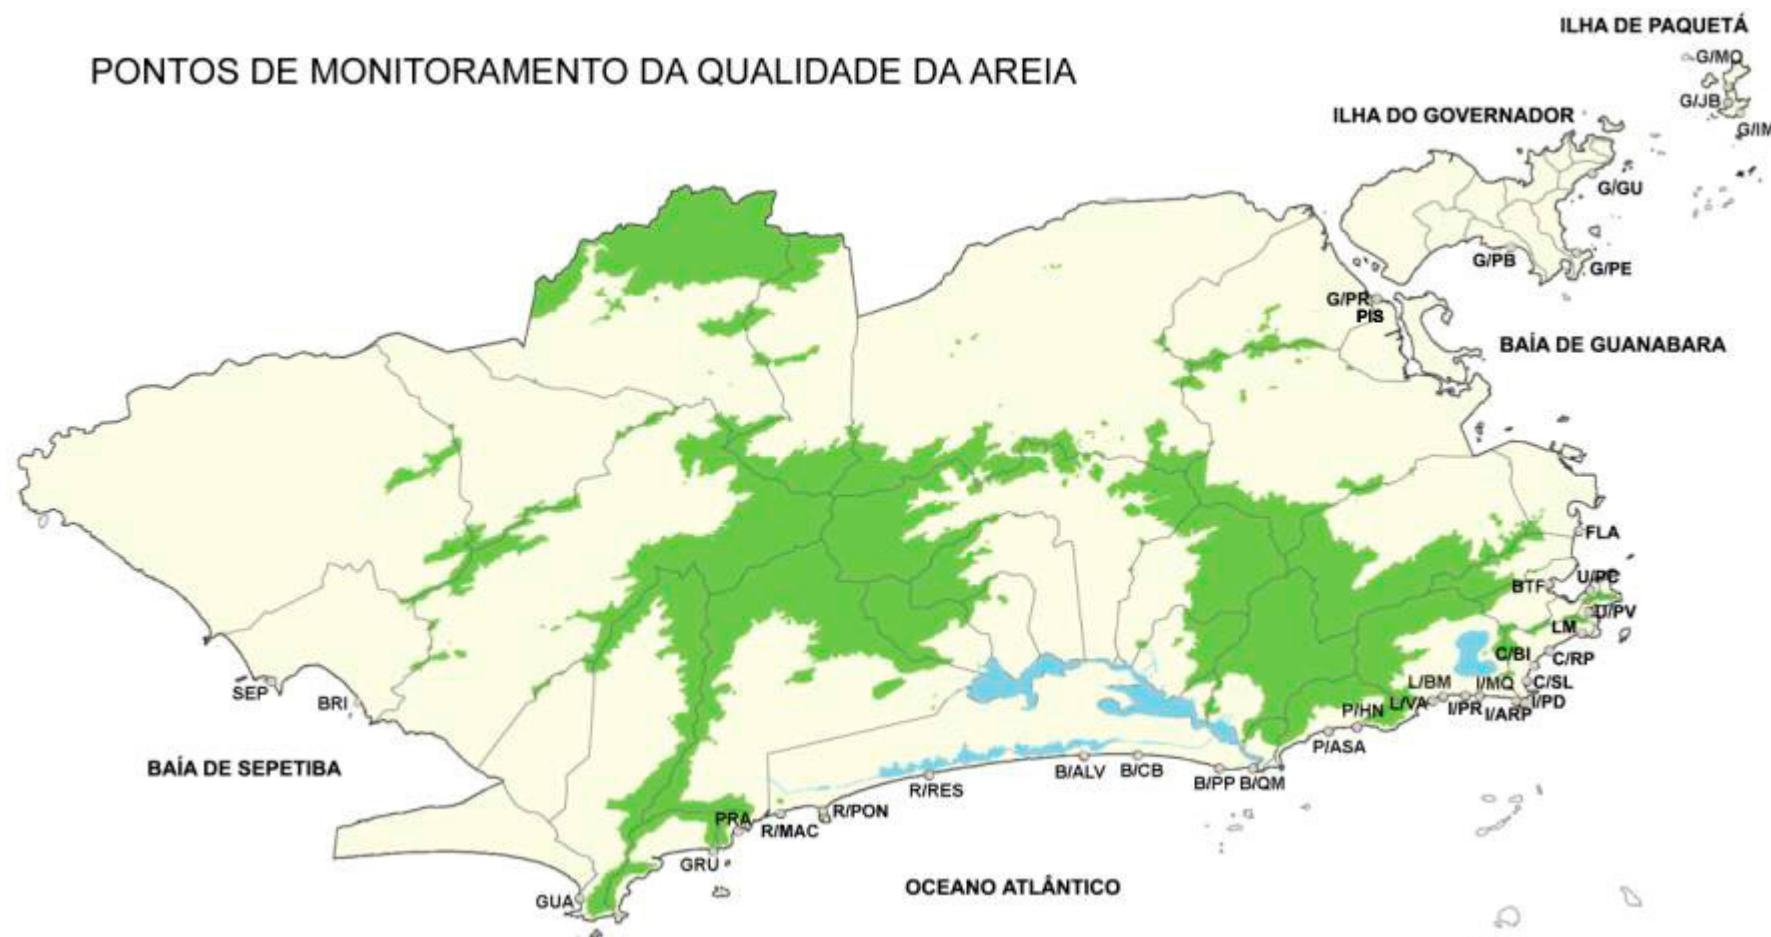 ILHA DE PAQUETÁ
G/MO
PONTOS DE MONITORAMENTO DA QUALIDADE DA AREIA
G/JB
ILHA DO GOVERNADOR
G/IM
G/GU
G/PB
G/PE
G/PR
PIS
BAÍA DE GUANABARA
FLA
BTF
U/PC
U/PV
LM
C/BI
C/RP
SEP
BRI
L/BM
I/MQ
C/SL
L/VA
I/PR
I/ARP
I/PD
P/HN
P/ASA
BAÍA DE SEPETIBA
B/ALV
B/CB
B/PP
B/QM
R/RES
R/PON
PRA
R/MAC
GRU
OCEANO ATLÂNTICO
GUA